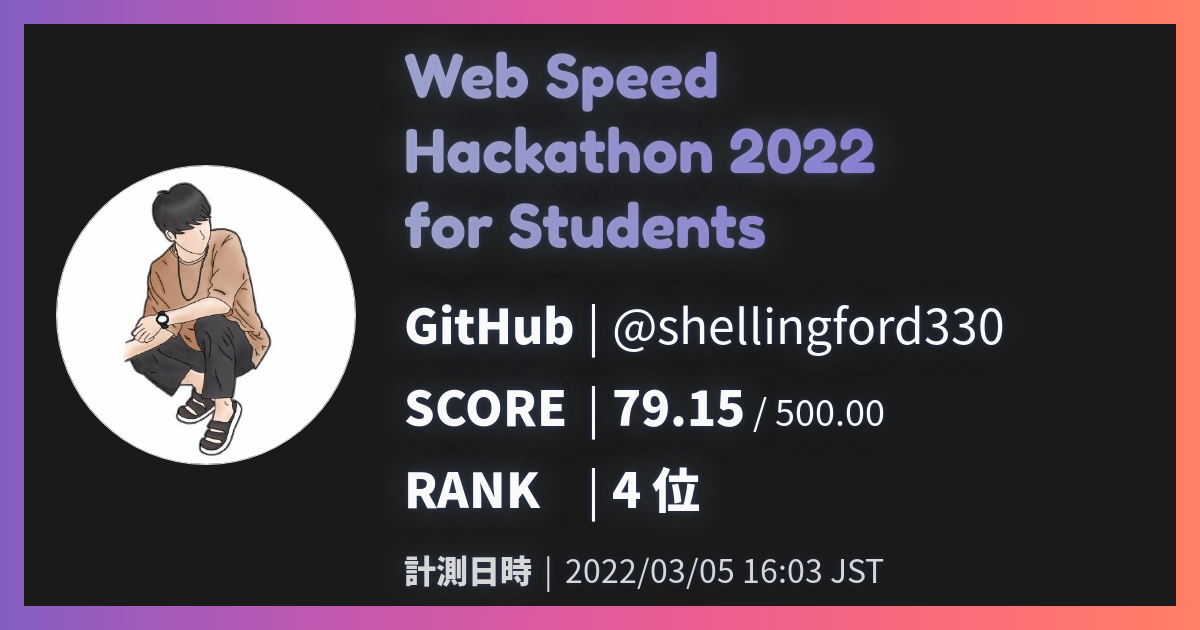 Web Speed
Hackathon 2022
for Students
GitHub | @shellingford330
SCORE | 79.15 / 500.00
RANK | 4 位
計測日時 | 2022/03/05 16:03 JST